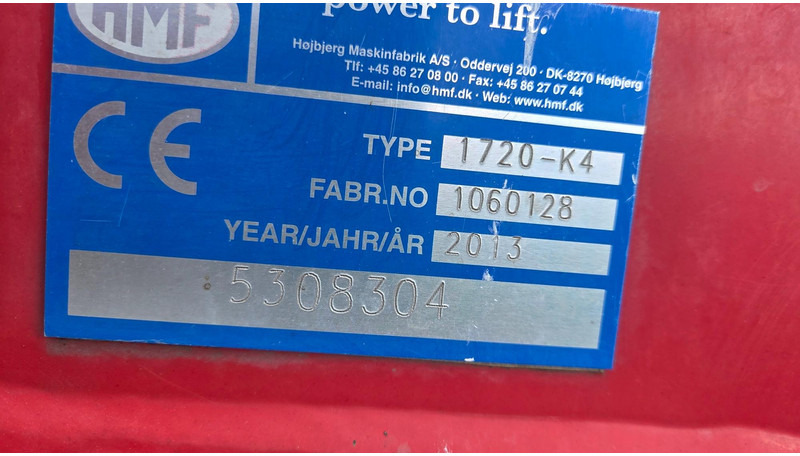 HMF
power to lift.
Højbjerg Maskinfabrik A/S · Oddervej 200 · DK-8270 Højbjerg
Tlf: +45 86 27 08 00 · Fax: +45 86 27 07 44
E-mail: info@hmf.dk · Web: www.hmf.dk
CE
TYPE 1720-K4
FABR.NO 1060128
YEAR/JAHR/ÅR 2013
:5308304